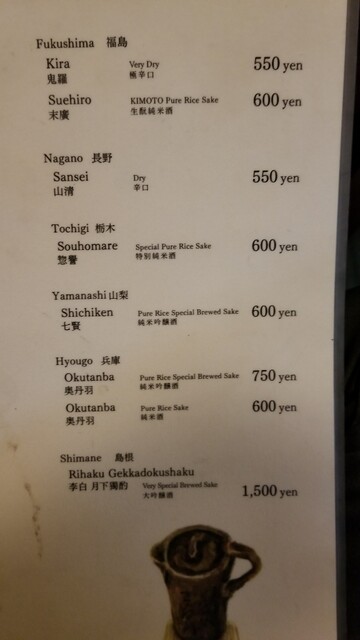 Fukushima 福島
Kira Very Dry 550 yen
鬼羅 極辛口
Suehiro KIMOTO Pure Rice Sake 600 yen
末廣 生酛純米酒
Nagano 長野
Sansei Dry 550 yen
山清 辛口
Tochigi 栃木
Souhomare Special Pure Rice Sake 600 yen
惣譽 特別純米酒
Yamanashi 山梨
Shichiken Pure Rice Special Brewed Sake 600 yen
七賢 純米吟醸酒
Hyougo 兵庫
Okutanba Pure Rice Special Brewed Sake 750 yen
奥丹羽 純米吟醸酒
Okutanba Pure Rice Sake 600 yen
奥丹羽 純米酒
Shimane 島根
Rihaku Gekkadokushaku
李白 月下獨酌 Very Special Brewed Sake 1,500 yen
大吟醸酒